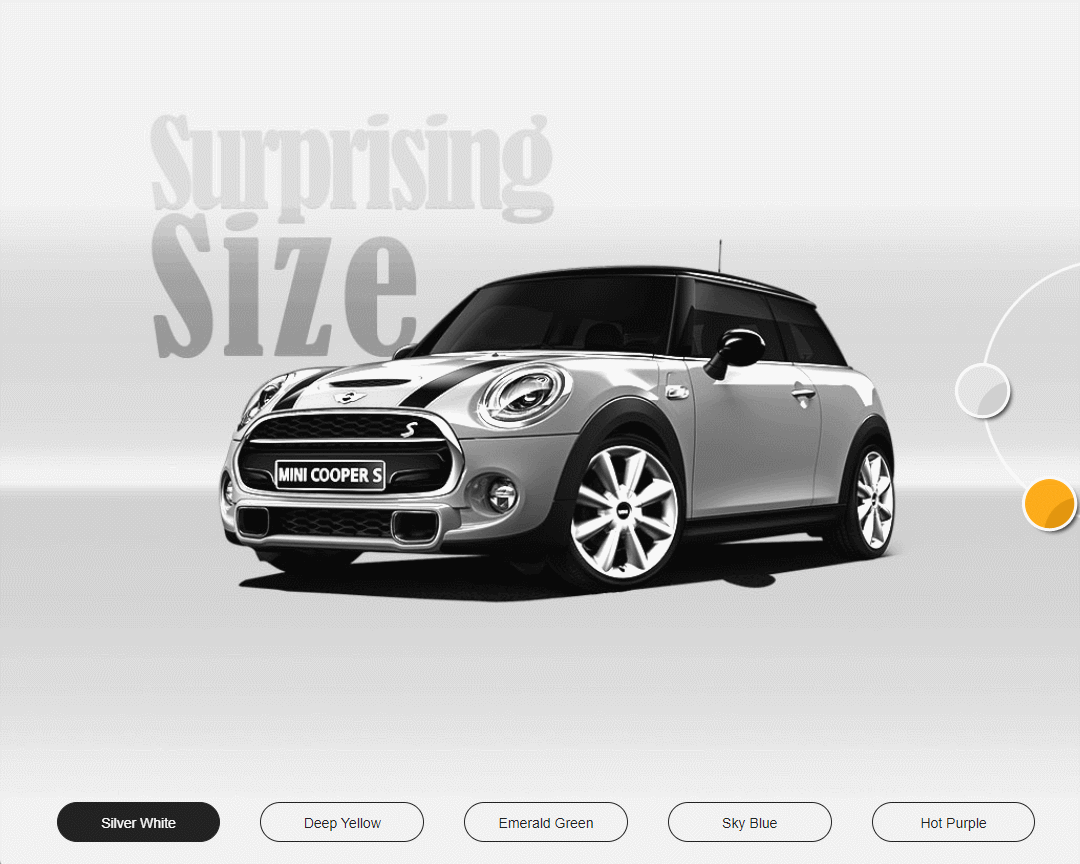 Surprising
Size
S
MINI COOPER S
Silver White
Deep Yellow
Emerald Green
Sky Blue
Hot Purple